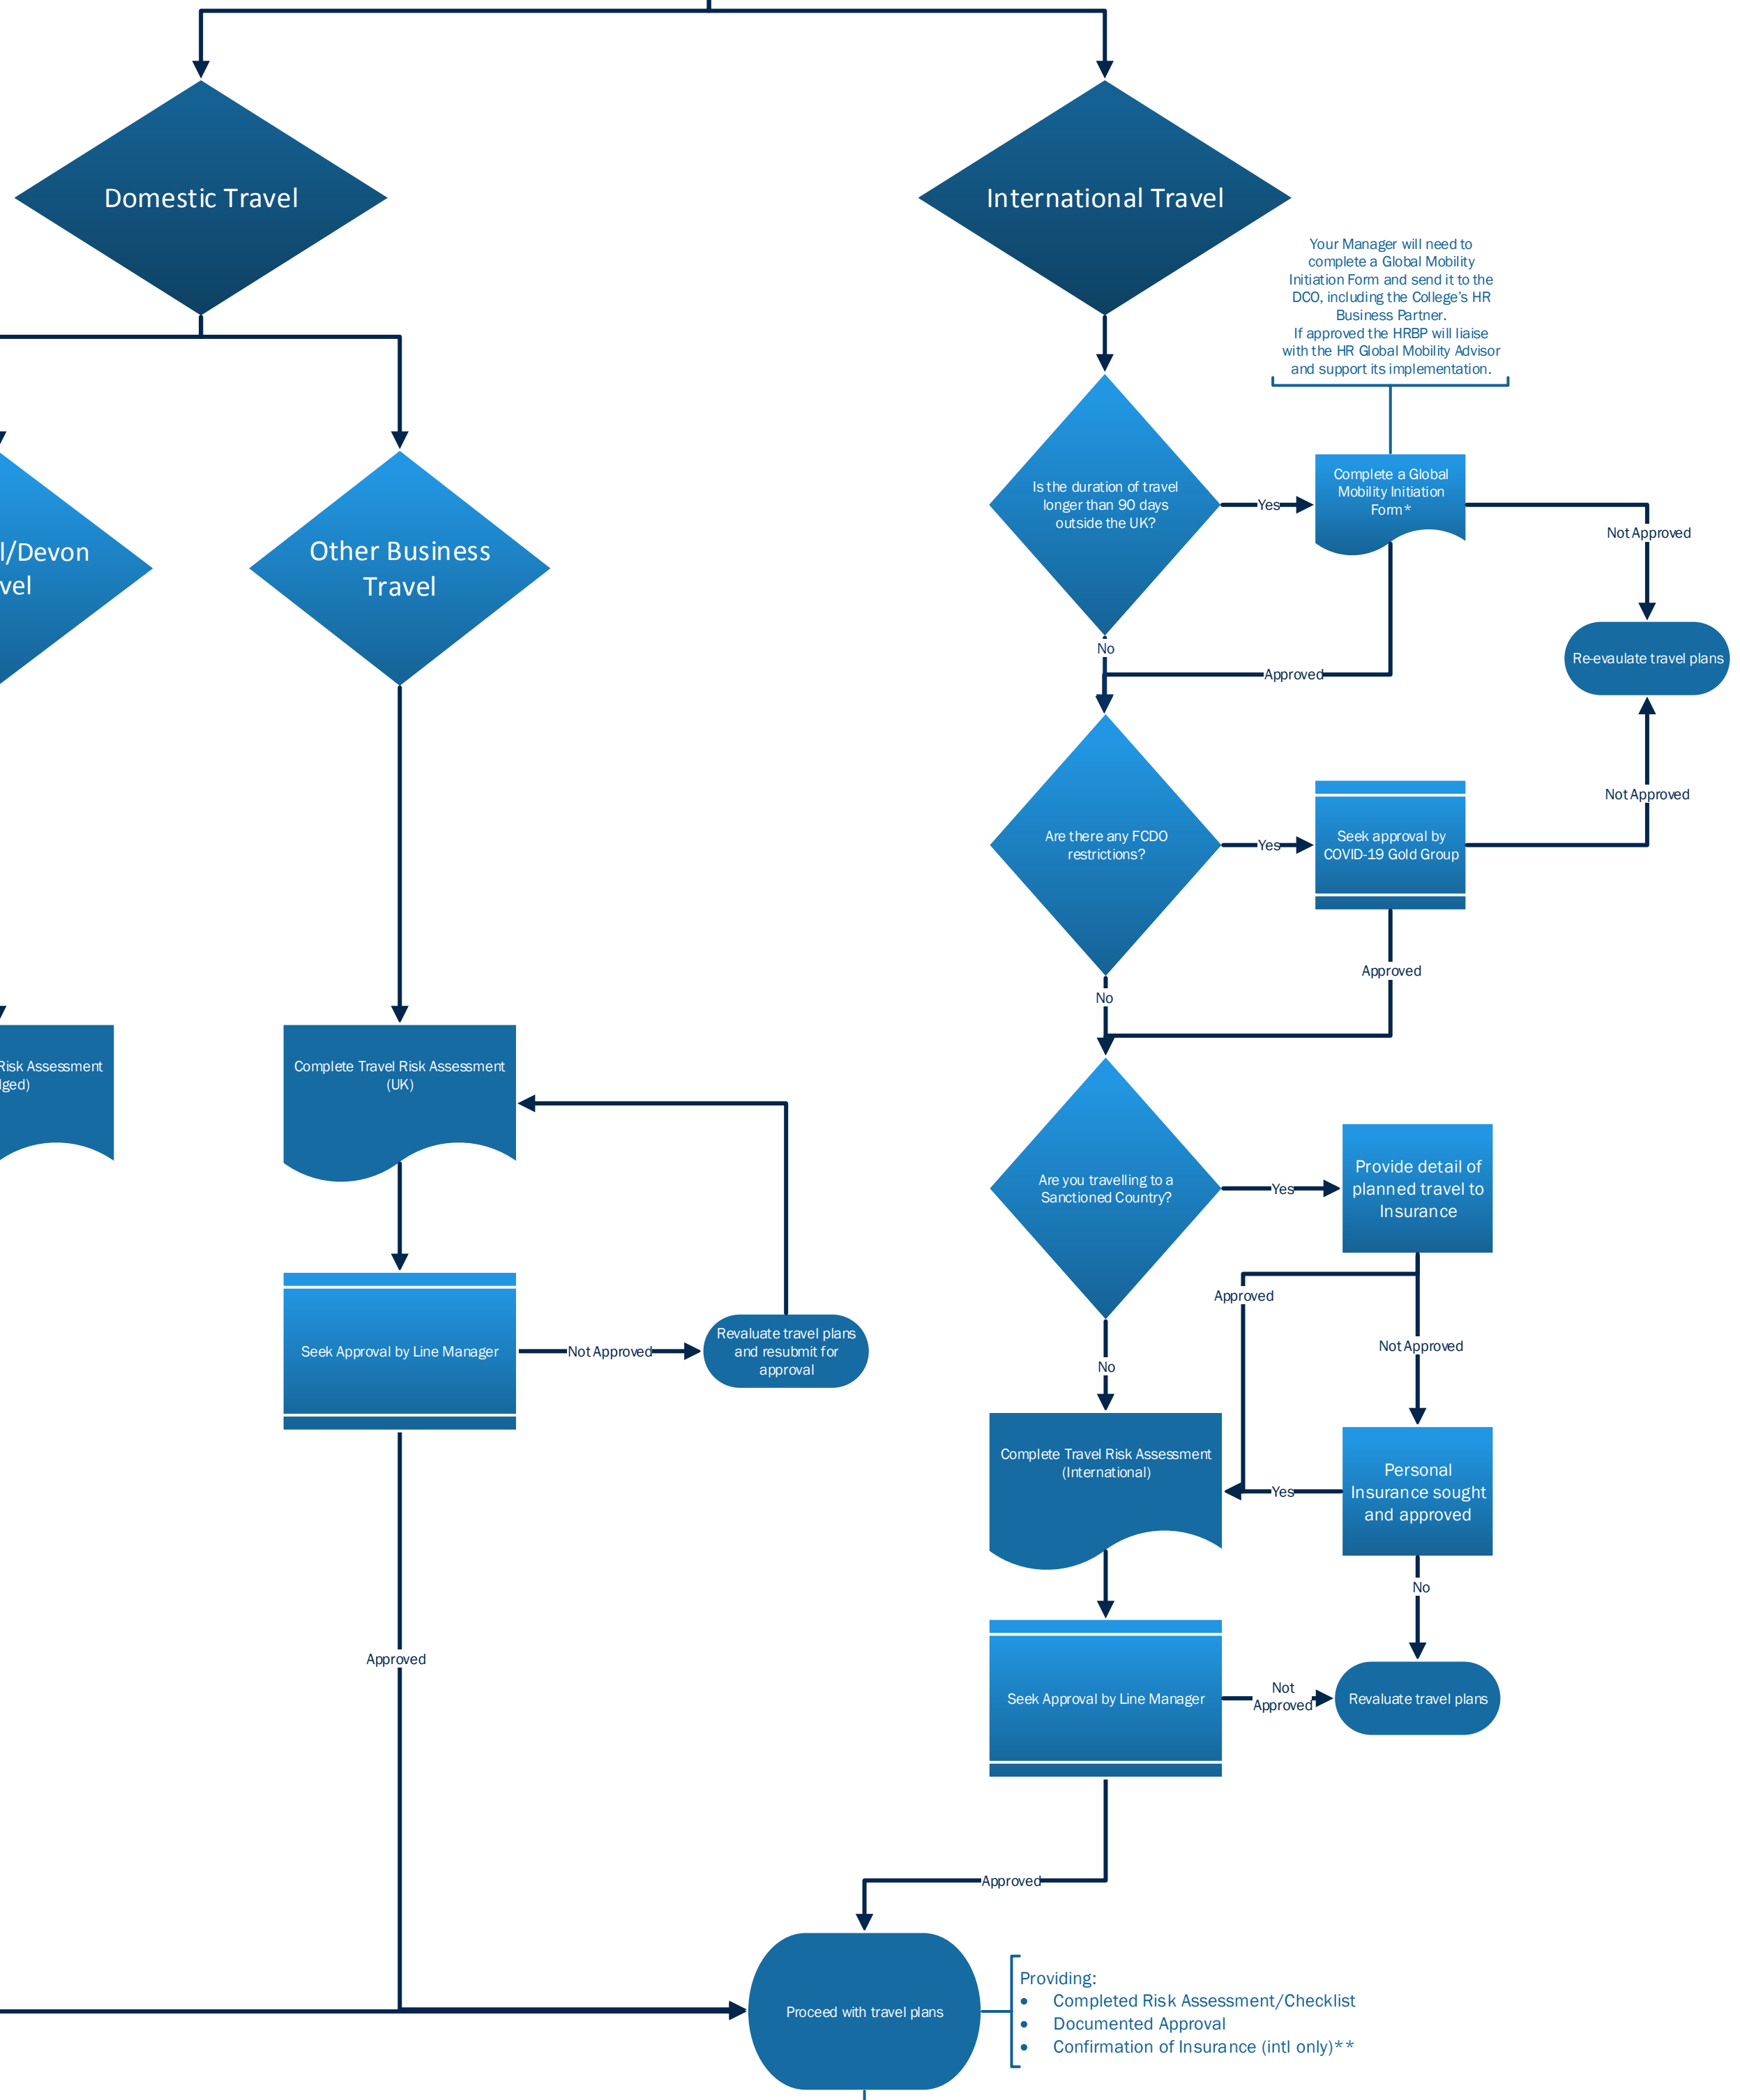 Domestic Travel
International Travel
Your Manager will need to
complete a Global Mobility
Initiation Form and send it to the
DCO, including the College's HR
Business Partner.
If approved the HRBP will liaise
with the HR Global Mobility Advisor
and support its implementation.
l/Devon
vel
Other Business
Travel
Is the duration of travel
longer than 90 days
outside the UK?
Yes
Complete a Global
Mobility Initiation
Form*
Not Approved
No
Approved
Re-evaulate travel plans
Are there any FCDO
restrictions?
Yes
Seek approval by
COVID-19 Gold Group
Not Approved
No
Approved
Risk Assessment
dged)
Complete Travel Risk Assessment
(UK)
Are you travelling to a
Sanctioned Country?
Yes
Provide detail of
planned travel to
Insurance
Approved
Not Approved
No
Seek Approval by Line Manager
Not Approved
Revaluate travel plans
and resubmit for
approval
Complete Travel Risk Assessment
(International)
Yes
Personal
Insurance sought
and approved
No
Approved
Seek Approval by Line Manager
Not
Approved
Revaluate travel plans
Approved
Proceed with travel plans
Providing:
• Completed Risk Assessment/Checklist
• Documented Approval
• Confirmation of Insurance (intl only)**